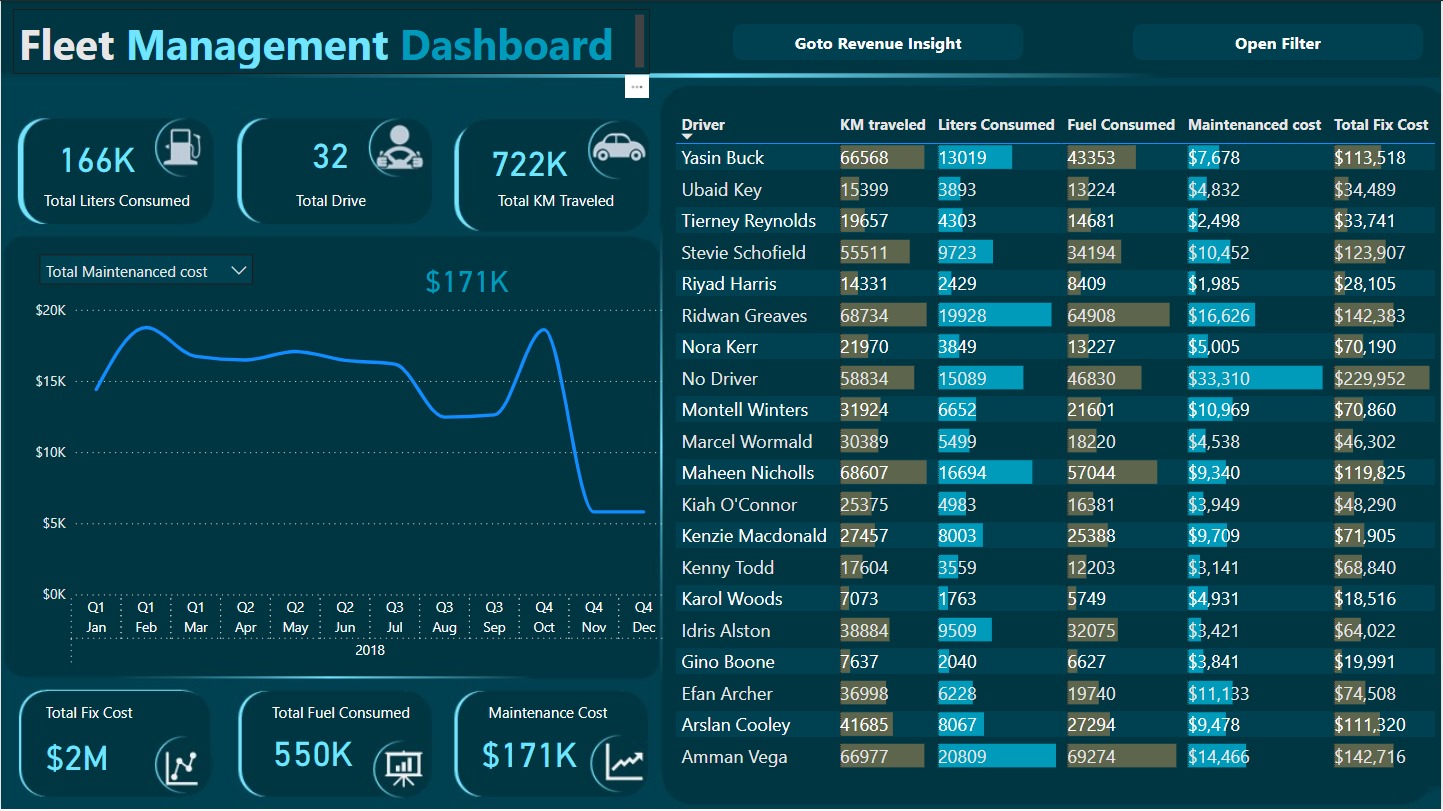 Fleet Management Dashboard
Goto Revenue Insight
Open Filter
166K
Total Liters Consumed
32
Total Drive
722K
Total KM Traveled
Total Maintenanced cost
$171K
$20K
$15K
$10K
$5K
$0K
Q1 Q1 Q1 Q2 Q2 Q2 Q3 Q3 Q3 Q4 Q4 Q4
Jan Feb Mar Apr May Jun Jul Aug Sep Oct Nov Dec
2018
Total Fix Cost
$2M
Total Fuel Consumed
550K
Maintenance Cost
$171K
Driver KM traveled Liters Consumed Fuel Consumed Maintenanced cost Total Fix Cost
Yasin Buck 66568 13019 43353 $7,678 $113,518
Ubaid Key 15399 3893 13224 $4,832 $34,489
Tierney Reynolds 19657 4303 14681 $2,498 $33,741
Stevie Schofield 55511 9723 34194 $10,452 $123,907
Riyad Harris 14331 2429 8409 $1,985 $28,105
Ridwan Greaves 68734 19928 64908 $16,626 $142,383
Nora Kerr 21970 3849 13227 $5,005 $70,190
No Driver 58834 15089 46830 $33,310 $229,952
Montell Winters 31924 6652 21601 $10,969 $70,860
Marcel Wormald 30389 5499 18220 $4,538 $46,302
Maheen Nicholls 68607 16694 57044 $9,340 $119,825
Kiah O'Connor 25375 4983 16381 $3,949 $48,290
Kenzie Macdonald 27457 8003 25388 $9,709 $71,905
Kenny Todd 17604 3559 12203 $3,141 $68,840
Karol Woods 7073 1763 5749 $4,931 $18,516
Idris Alston 38884 9509 32075 $3,421 $64,022
Gino Boone 7637 2040 6627 $3,841 $19,991
Efan Archer 36998 6228 19740 $11,133 $74,508
Arslan Cooley 41685 8067 27294 $9,478 $111,320
Amman Vega 66977 20809 69274 $14,466 $142,716